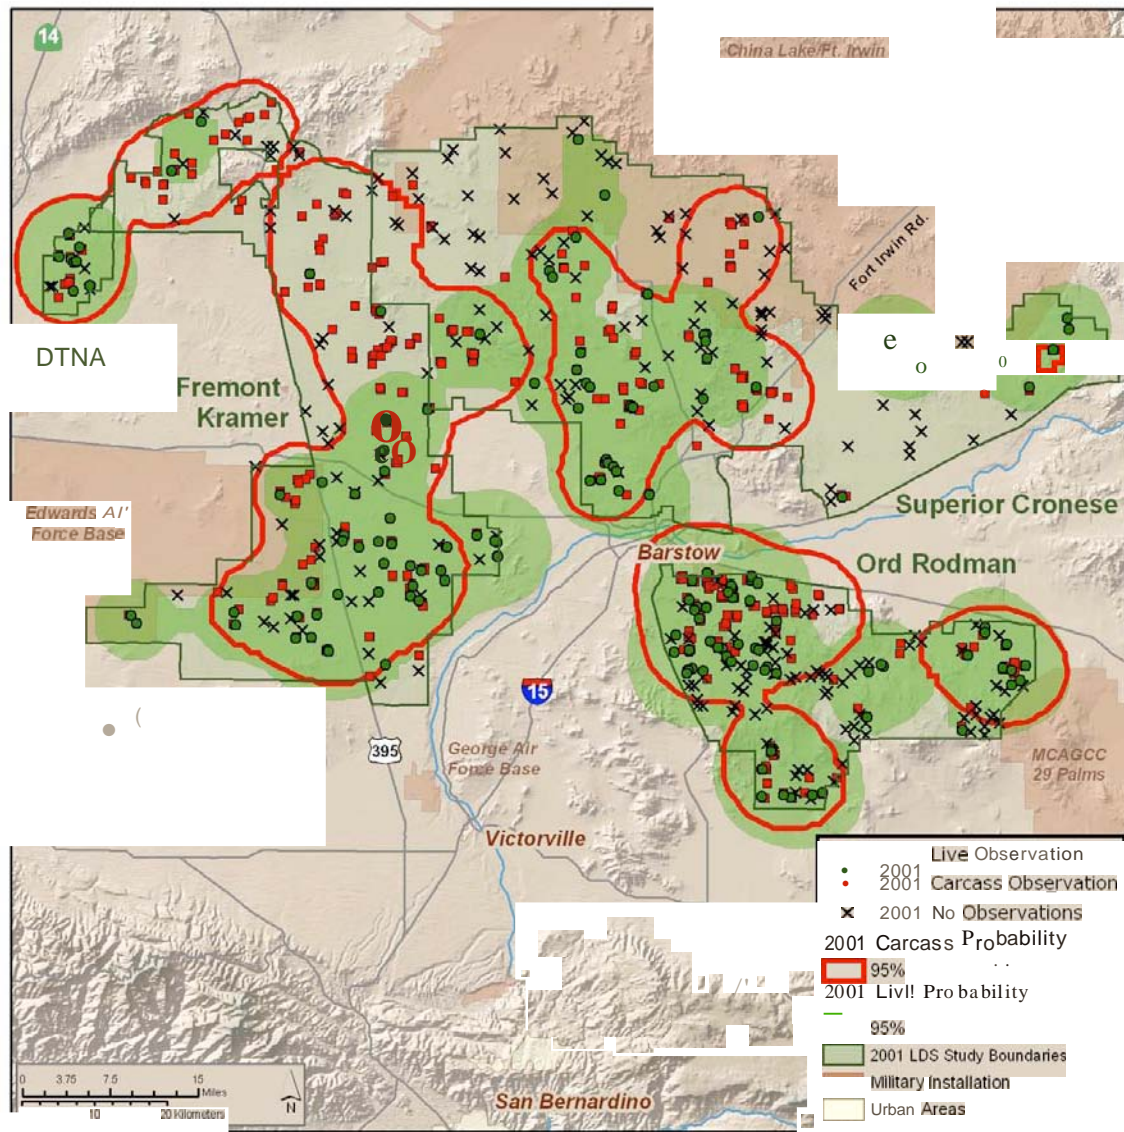 14
China Lake/Ft. Irwin
Fort Irwin Rd.
e
o
0
DTNA
Fremont
Kramer
o
o
Superior Cronese
Edwards AI'
Force Base
Barstow
Ord Rodman
15
(
395
George Air
Force Base
MCAGCC
29 Palms
Victorville
Live Observation
2001
2001 Carcass Observation
2001 No Observations
2001 Carcass Probability
95%
2001 LivI! Probability
95%
2001 LDS Study Boundaries
Military Installation
Urban Areas
0 3.75 7.5 15
Miles
10 20 Kilometers
N
San Bernardino